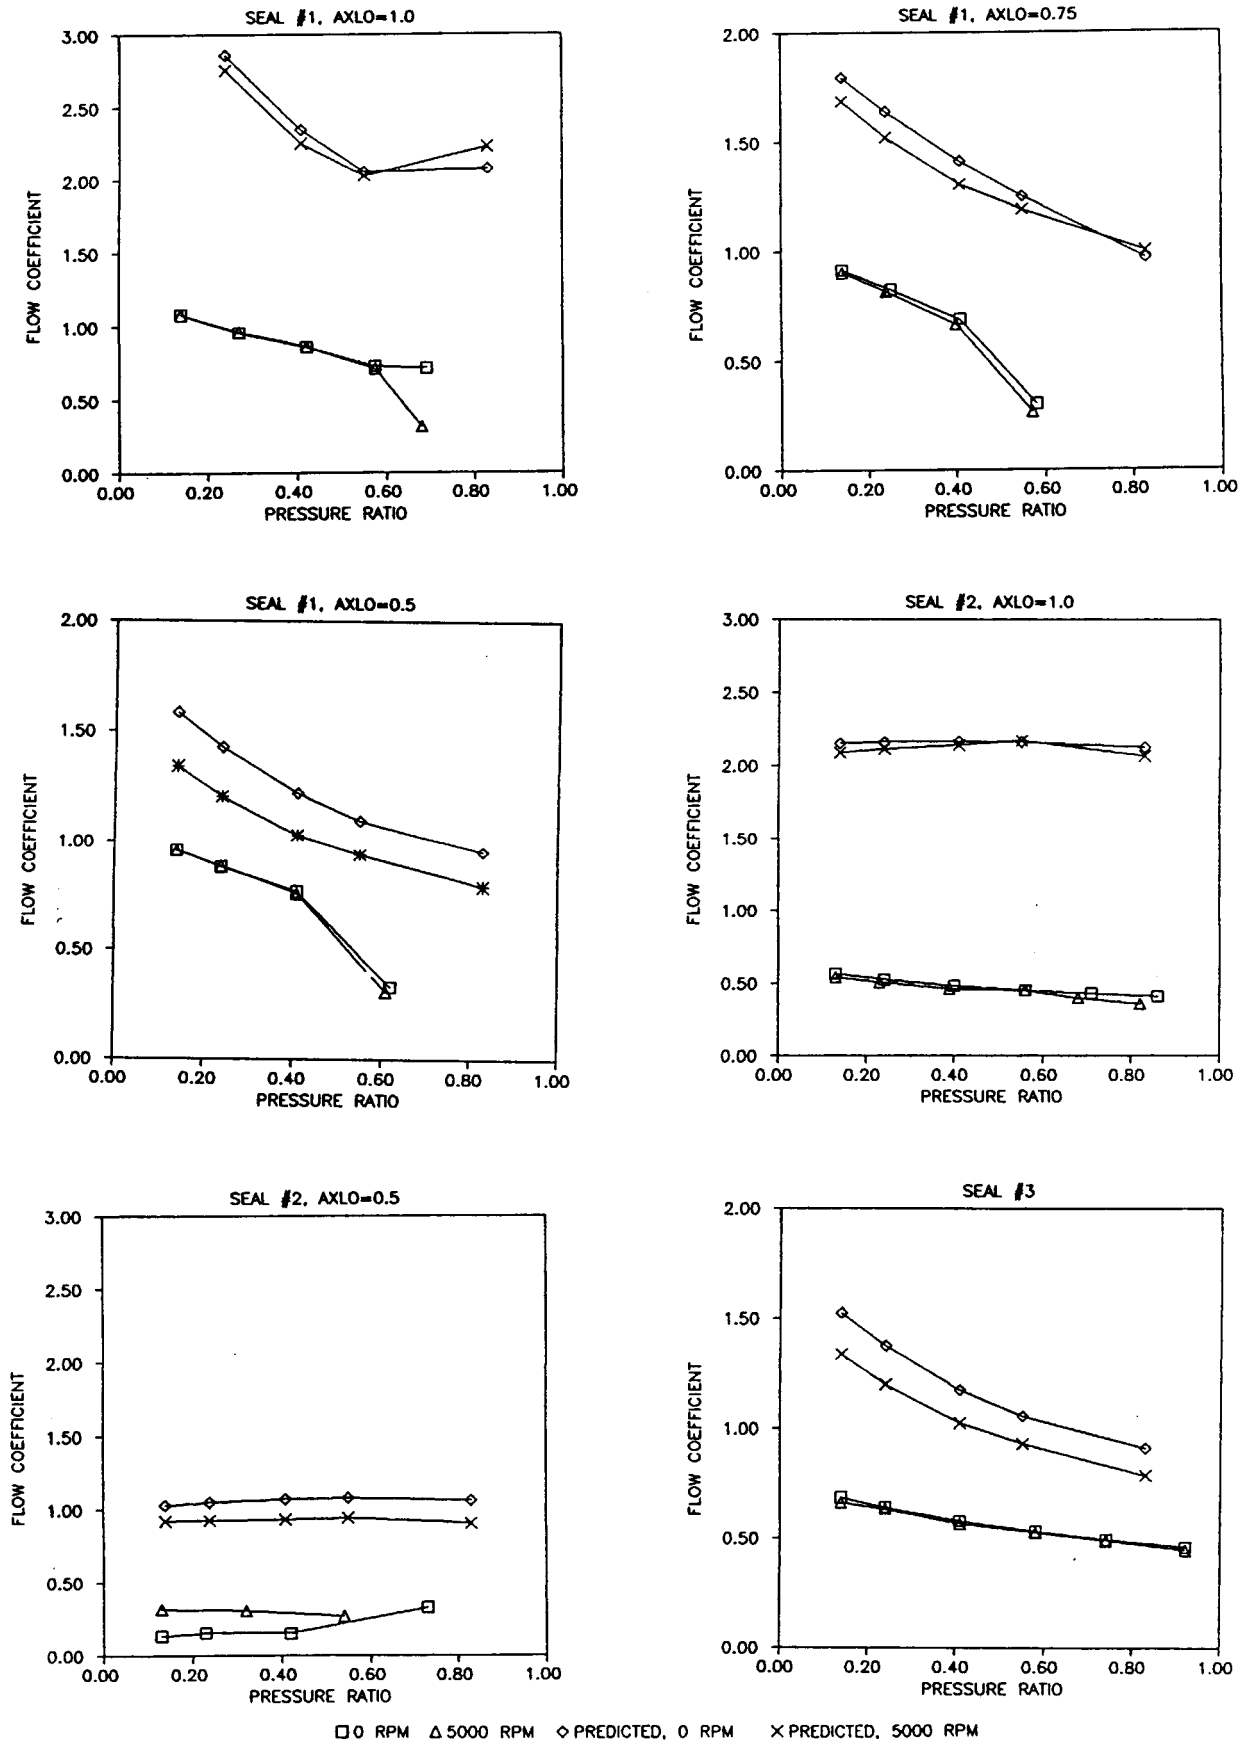 SEAL #1, AXLO=1.0
3.00
2.50
2.00
1.50
1.00
0.50
0.00
FLOW COEFFICIENT
0.00 0.20 0.40 0.60 0.80 1.00
PRESSURE RATIO
SEAL #1, AXLO=0.75
2.00
1.50
1.00
0.50
0.00
FLOW COEFFICIENT
0.00 0.20 0.40 0.60 0.80 1.00
PRESSURE RATIO
SEAL #1, AXLO=0.5
2.00
1.50
1.00
0.50
0.00
FLOW COEFFICIENT
0.00 0.20 0.40 0.60 0.80 1.00
PRESSURE RATIO
SEAL #2, AXLO=1.0
3.00
2.50
2.00
1.50
1.00
0.50
0.00
FLOW COEFFICIENT
0.00 0.20 0.40 0.60 0.80 1.00
PRESSURE RATIO
SEAL #2, AXLO=0.5
3.00
2.50
2.00
1.50
1.00
0.50
0.00
FLOW COEFFICIENT
0.00 0.20 0.40 0.60 0.80 1.00
PRESSURE RATIO
SEAL #3
2.00
1.50
1.00
0.50
0.00
FLOW COEFFICIENT
0.00 0.20 0.40 0.60 0.80 1.00
PRESSURE RATIO
0 RPM 5000 RPM PREDICTED, 0 RPM PREDICTED, 5000 RPM